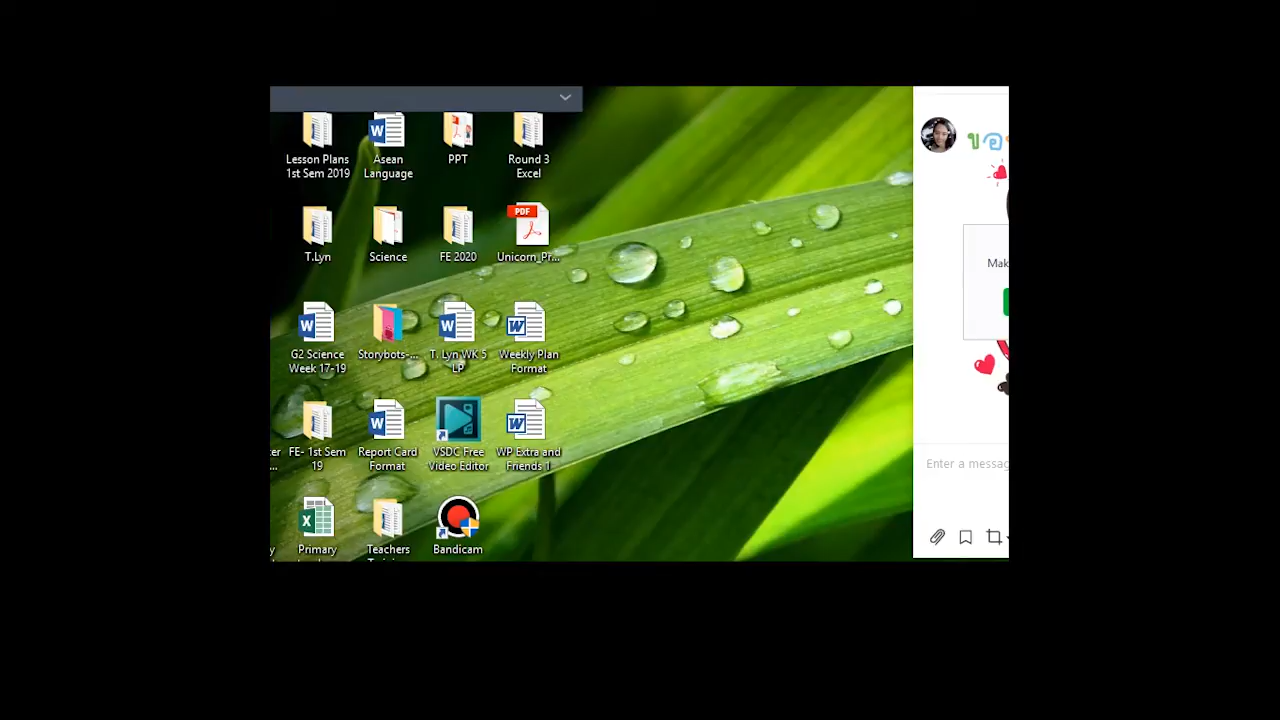 Lesson Plans
1st Sem 2019
Asean
Language
PPT
Round 3
Excel
T.Lyn
Science
FE 2020
PDF
Unicorn_Pr...
G2 Science
Week 17-19
Storybots-...
T. Lyn WK 5
LP
Weekly Plan
Format
FE- 1st Sem
19
Report Card
Format
VSDC Free
Video Editor
WP Extra and
Friends 1
Primary
Teachers
Bandicam
ขอ
Mak
Enter a messag